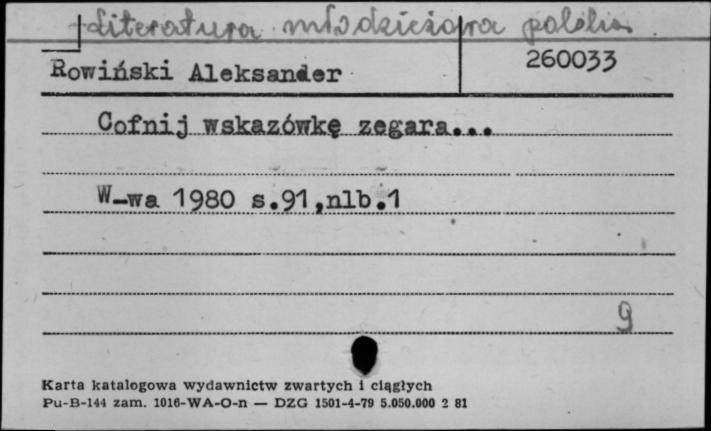 Literatura młodzieżowa polska
Rowiński Aleksander
260033
Cofnij wskazówkę zegara...
W-wa 1980 s.91,nlb.1
9
Karta katalogowa wydawnictw zwartych i ciągłych
Pu-B-144 zam. 1016-WA-O-n — DZG 1501-4-79 5.050.000 2 81